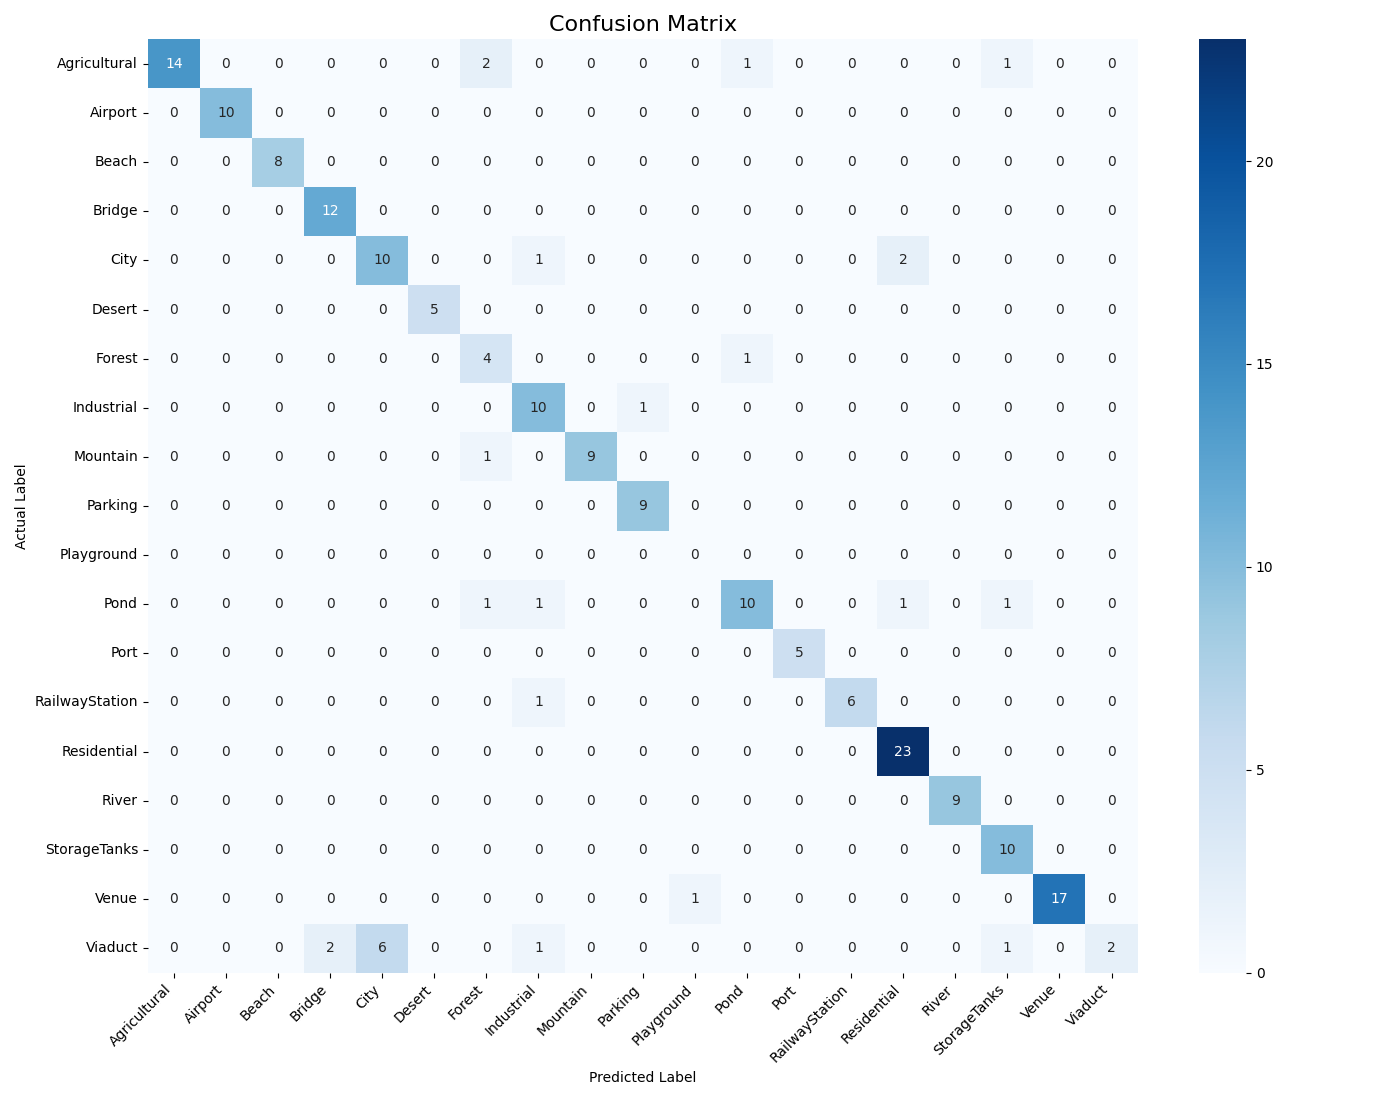 Confusion Matrix
Actual Label
Agricultural 14 0 0 0 0 0 2 0 0 0 0 1 0 0 0 0 1 0 0
Airport 0 10 0 0 0 0 0 0 0 0 0 0 0 0 0 0 0 0 0
Beach 0 0 8 0 0 0 0 0 0 0 0 0 0 0 0 0 0 0 0
Bridge 0 0 0 12 0 0 0 0 0 0 0 0 0 0 0 0 0 0 0
City 0 0 0 0 10 0 0 1 0 0 0 0 0 0 2 0 0 0 0
Desert 0 0 0 0 0 5 0 0 0 0 0 0 0 0 0 0 0 0 0
Forest 0 0 0 0 0 0 4 0 0 0 0 1 0 0 0 0 0 0 0
Industrial 0 0 0 0 0 0 0 10 0 1 0 0 0 0 0 0 0 0 0
Mountain 0 0 0 0 0 0 1 0 9 0 0 0 0 0 0 0 0 0 0
Parking 0 0 0 0 0 0 0 0 0 9 0 0 0 0 0 0 0 0 0
Playground 0 0 0 0 0 0 0 0 0 0 0 0 0 0 0 0 0 0 0
Pond 0 0 0 0 0 0 1 1 0 0 0 10 0 0 1 0 1 0 0
Port 0 0 0 0 0 0 0 0 0 0 0 0 5 0 0 0 0 0 0
RailwayStation 0 0 0 0 0 0 0 1 0 0 0 0 0 6 0 0 0 0 0
Residential 0 0 0 0 0 0 0 0 0 0 0 0 0 0 23 0 0 0 0
River 0 0 0 0 0 0 0 0 0 0 0 0 0 0 0 9 0 0 0
StorageTanks 0 0 0 0 0 0 0 0 0 0 0 0 0 0 0 0 10 0 0
Venue 0 0 0 0 0 0 0 0 0 0 1 0 0 0 0 0 0 17 0
Viaduct 0 0 0 2 6 0 0 1 0 0 0 0 0 0 0 0 1 0 2
Agricultural Airport Beach Bridge City Desert Forest Industrial Mountain Parking Playground Pond Port RailwayStation Residential River StorageTanks Venue Viaduct
Predicted Label
20
15
10
5
0